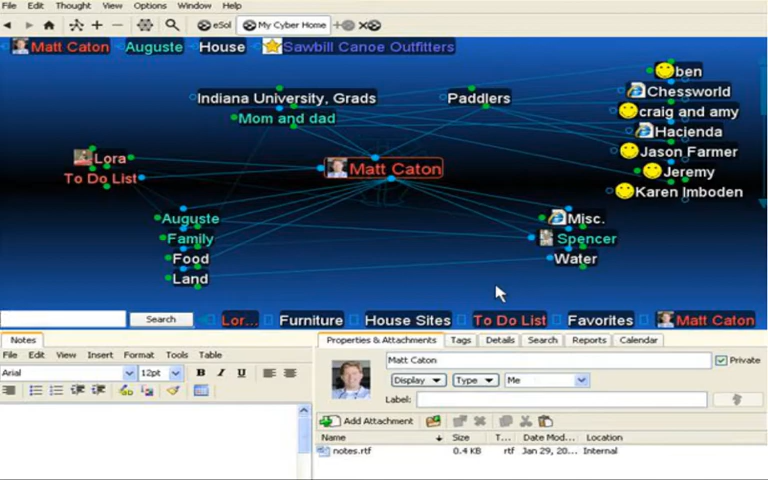 File Edit Thought View Options Window Help
eSol My Cyber Home
Matt Caton Auguste House Sawbill Canoe Outfitters
ben
Indiana University, Grads Paddlers Chessworld
Mom and dad craig and amy
Hacienda
Lora Jason Farmer
Matt Caton Jeremy
To Do List Karen Imboden
Auguste Misc.
Family Spencer
Food Water
Land
Search Lor... Furniture House Sites To Do List Favorites Matt Caton
Notes Properties & Attachments Tags Details Search Reports Calendar
File Edit View Insert Format Tools Table Matt Caton Private
Arial 12pt B I U Display Type Me
Label:
Add Attachment
Name Size T... Date Mod... Location
notes.rtf 0.4 KB rtf Jan 29, 20... Internal